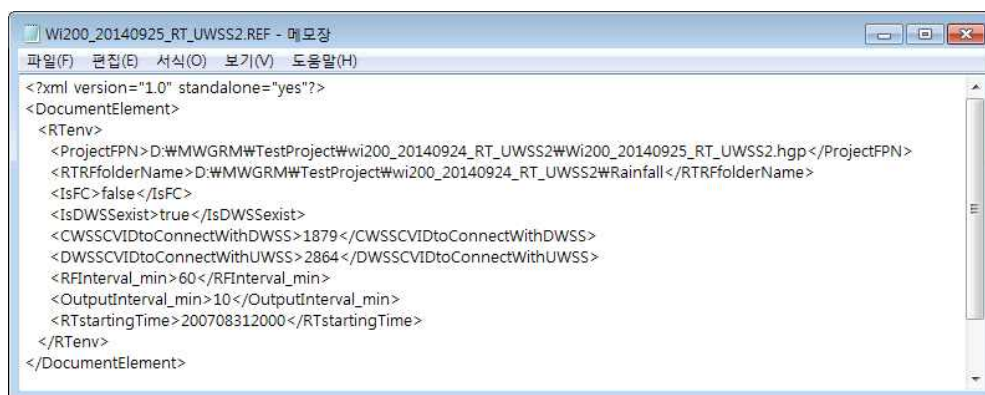 Wi200_20140925_RT_UWSS2.REF - 메모장
파일(F) 편집(E) 서식(O) 보기(V) 도움말(H)
<?xml version="1.0" standalone="yes"?>
<DocumentElement>
<RTenv>
<ProjectFPN>D:₩MWGRM₩TestProject₩wi200_20140924_RT_UWSS2₩Wi200_20140925_RT_UWSS2.hgp</ProjectFPN>
<RTRFfolderName>D:₩MWGRM₩TestProject₩wi200_20140924_RT_UWSS2₩Rainfall</RTRFfolderName>
<IsFC>false</IsFC>
<IsDWSSexist>true</IsDWSSexist>
<CWSSCVIDtoConnectWithDWSS>1879</CWSSCVIDtoConnectWithDWSS>
<DWSSCVIDtoConnectWithUWSS>2864</DWSSCVIDtoConnectWithUWSS>
<RFInterval_min>60</RFInterval_min>
<OutputInterval_min>10</OutputInterval_min>
<RTstartingTime>200708312000</RTstartingTime>
</RTenv>
</DocumentElement>